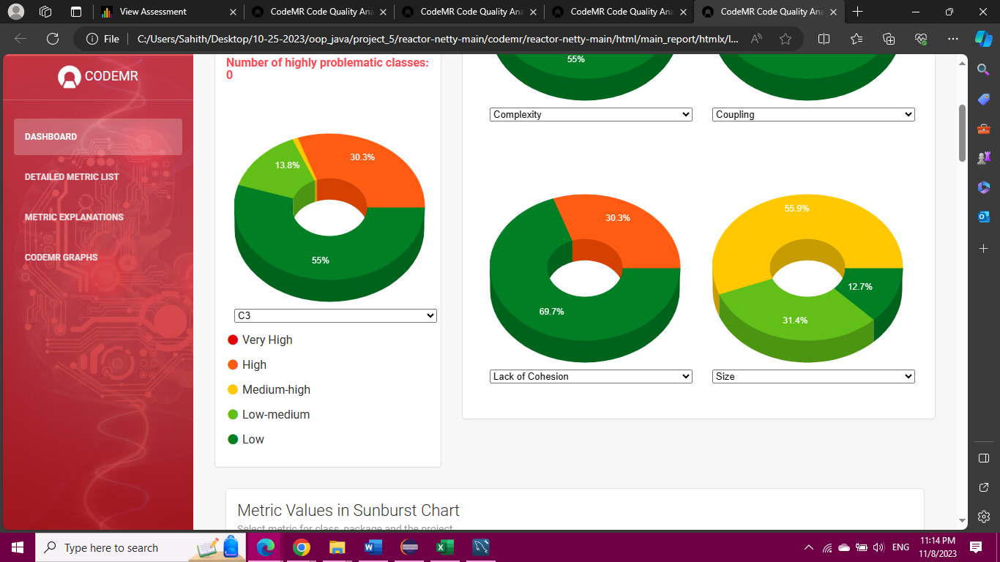 View Assessment
CodeMR Code Quality Ana
CodeMR Code Quality Ana
CodeMR Code Quality Ana
CodeMR Code Quality Ana
File
C:/Users/Sahith/Desktop/10-25-2023/oop_java/project_5/reactor-netty-main/codemr/reactor-netty-main/html/main_report/htmlx/l...
CODEMR
DASHBOARD
DETAILED METRIC LIST
METRIC EXPLANATIONS
CODEMR GRAPHS
Number of highly problematic classes:
0
13.8%
30.3%
55%
C3
Very High
High
Medium-high
Low-medium
Low
55%
Complexity
Coupling
30.3%
69.7%
Lack of Cohesion
55.9%
12.7%
31.4%
Size
Metric Values in Sunburst Chart
Select metric for class, package and the project
Type here to search
ENG
11:14 PM
11/8/2023